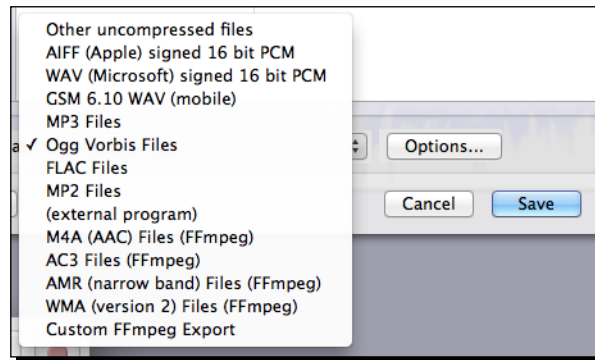 Other uncompressed files
AIFF (Apple) signed 16 bit PCM
WAV (Microsoft) signed 16 bit PCM
GSM 6.10 WAV (mobile)
MP3 Files
a ✓ Ogg Vorbis Files
Options...
FLAC Files
MP2 Files
(external program)
Cancel
Save
M4A (AAC) Files (FFmpeg)
AC3 Files (FFmpeg)
AMR (narrow band) Files (FFmpeg)
WMA (version 2) Files (FFmpeg)
Custom FFmpeg Export